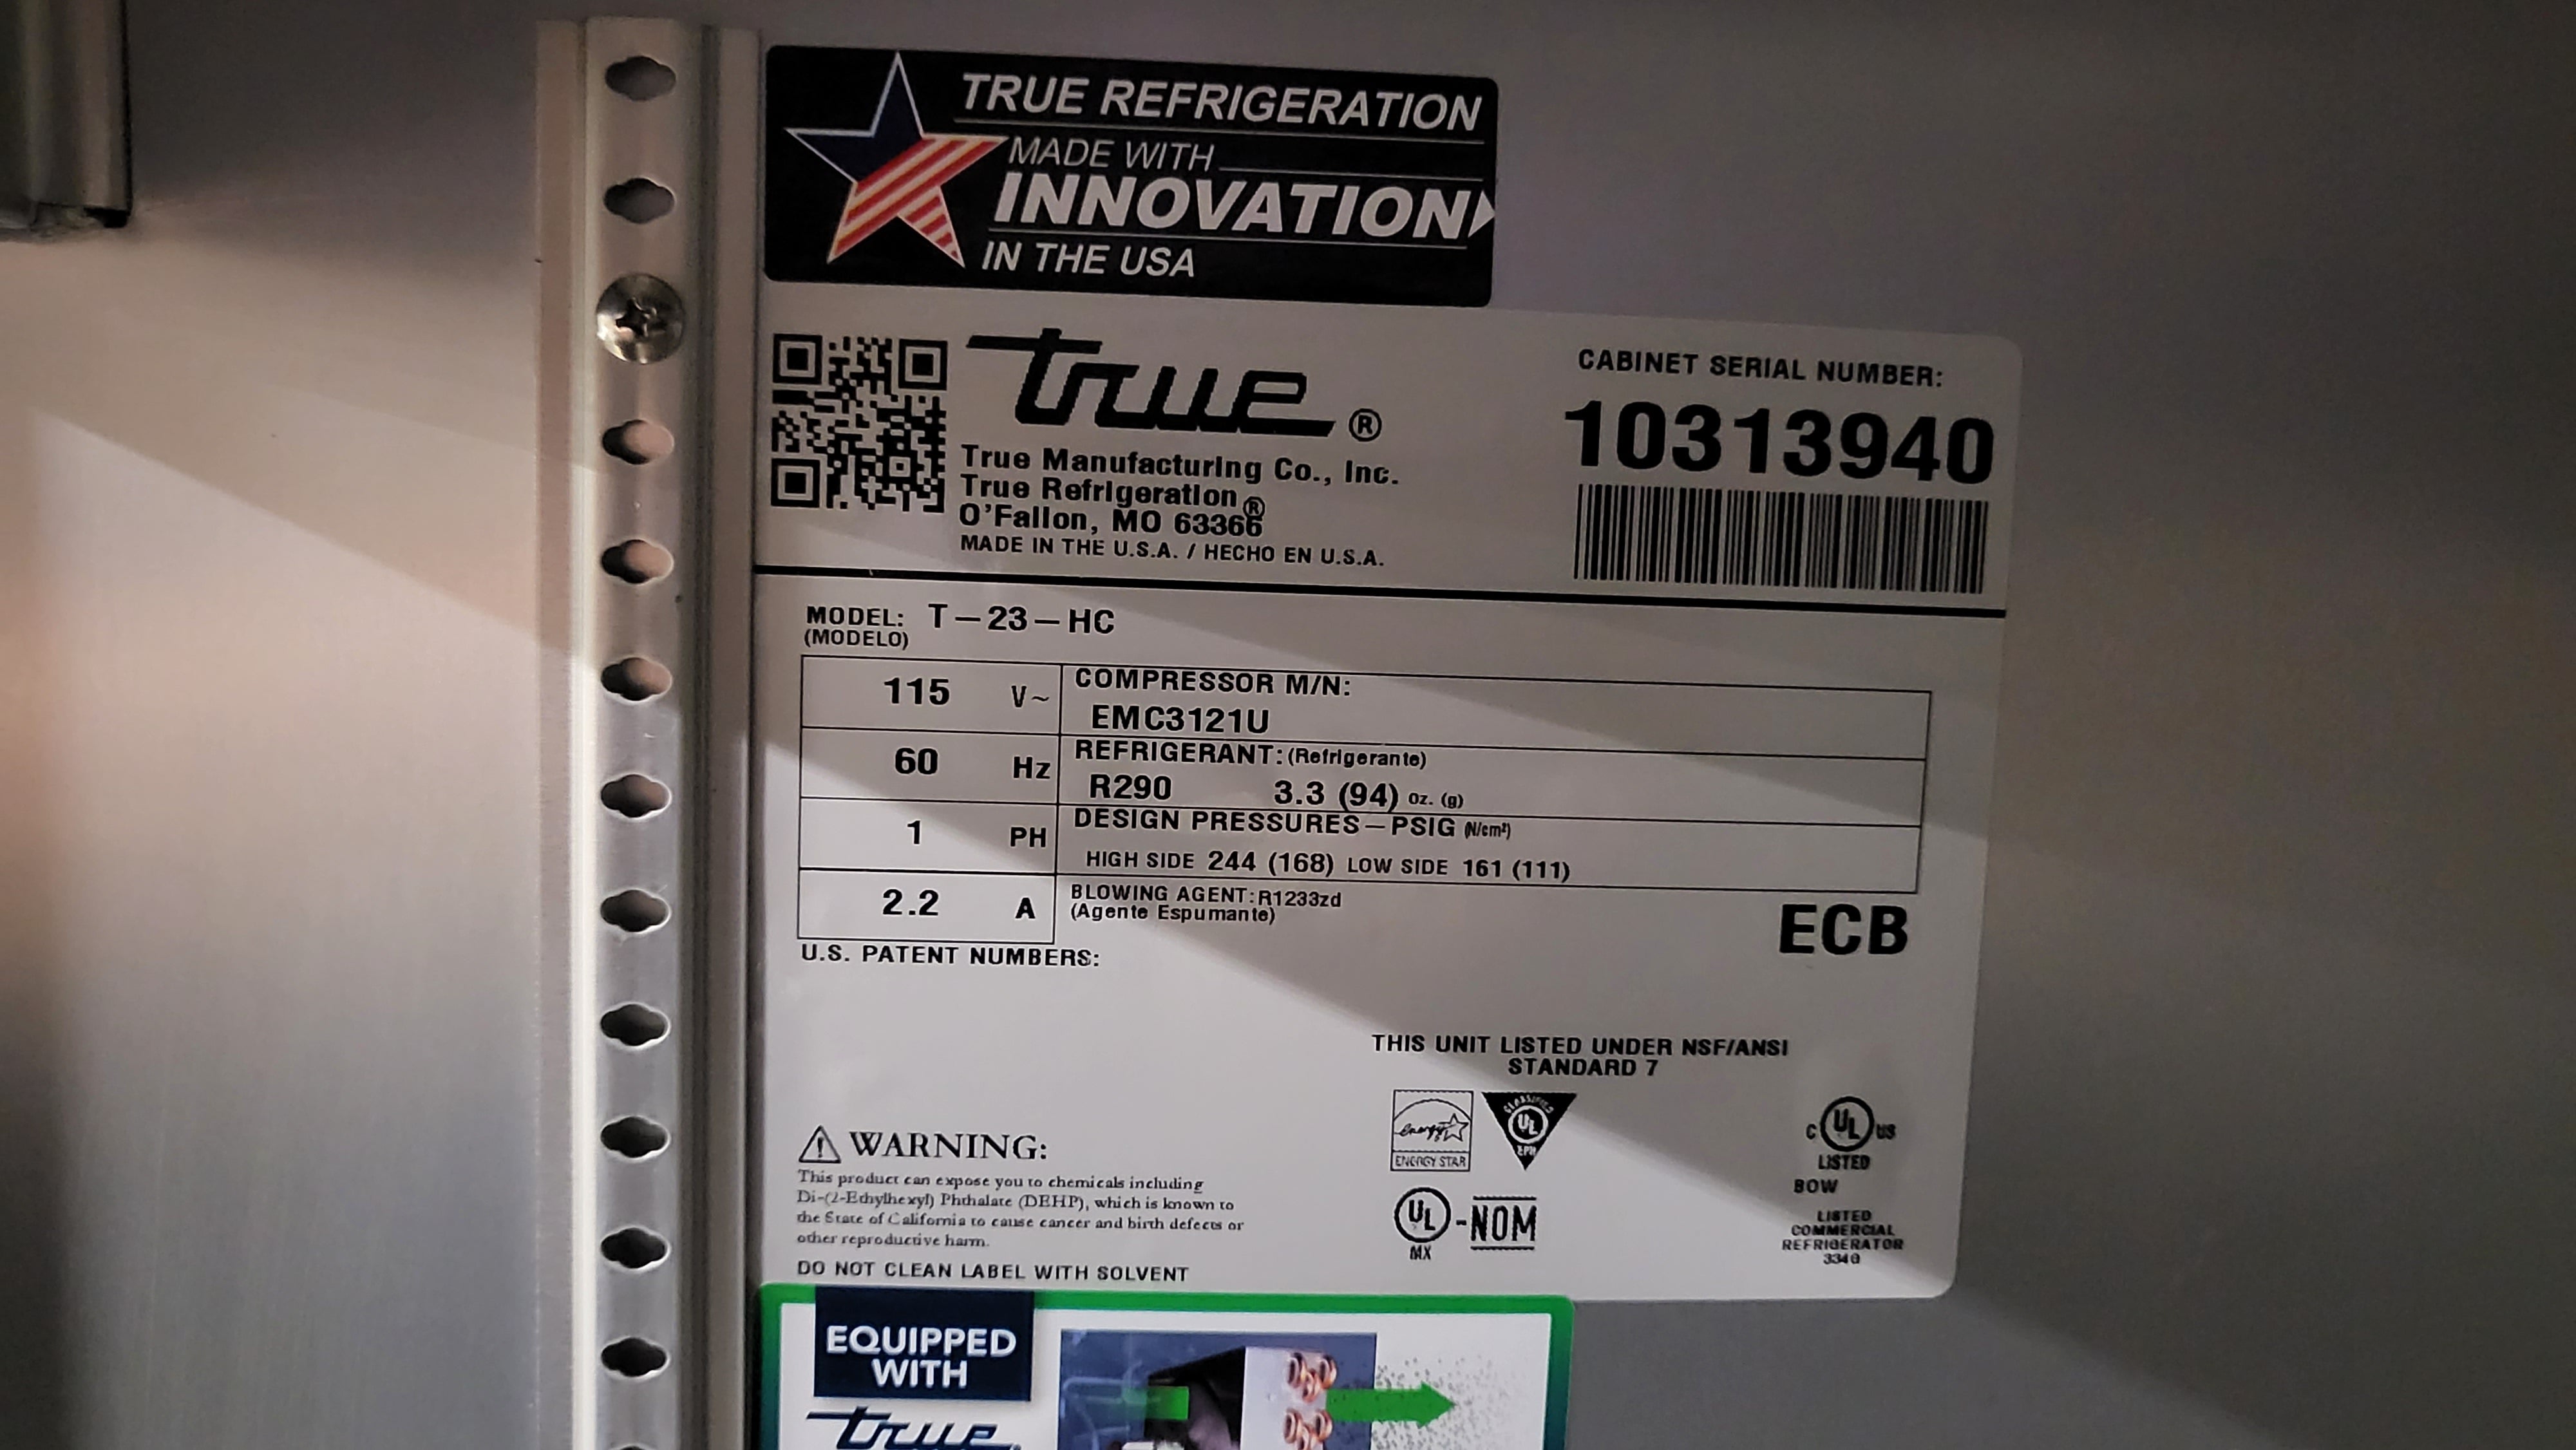 TRUE REFRIGERATION
MADE WITH
INNOVATION
IN THE USA
true ®
True Manufacturing Co., Inc.
True Refrigeration ®
O'Fallon, MO 63366
MADE IN THE U.S.A. / HECHO EN U.S.A.
CABINET SERIAL NUMBER:
10313940
MODEL: T-23-HC
(MODELO)
115 V~
COMPRESSOR M/N:
EMC3121U
60 Hz
REFRIGERANT: (Refrigerante)
R290 3.3 (94) Oz. (g)
1 PH
DESIGN PRESSURES-PSIG (N/cm²)
HIGH SIDE 244 (168) LOW SIDE 161 (111)
2.2 A
BLOWING AGENT: R1233zd
(Agente Espumante)
ECB
U.S. PATENT NUMBERS:
THIS UNIT LISTED UNDER NSF/ANSI
STANDARD 7
energy
ENERGY STAR
CLASSIFIED
UL
EPH
C UL US
LISTED
BOW
LISTED
COMMERCIAL
REFRIGERATOR
UL-NOM
MX
WARNING:
This product can expose you to chemicals including
Di-(2-Ethylhexyl) Phthalate (DEHP), which is known to
the State of California to cause cancer and birth defects or
other reproductive harm.
DO NOT CLEAN LABEL WITH SOLVENT
EQUIPPED
WITH
true